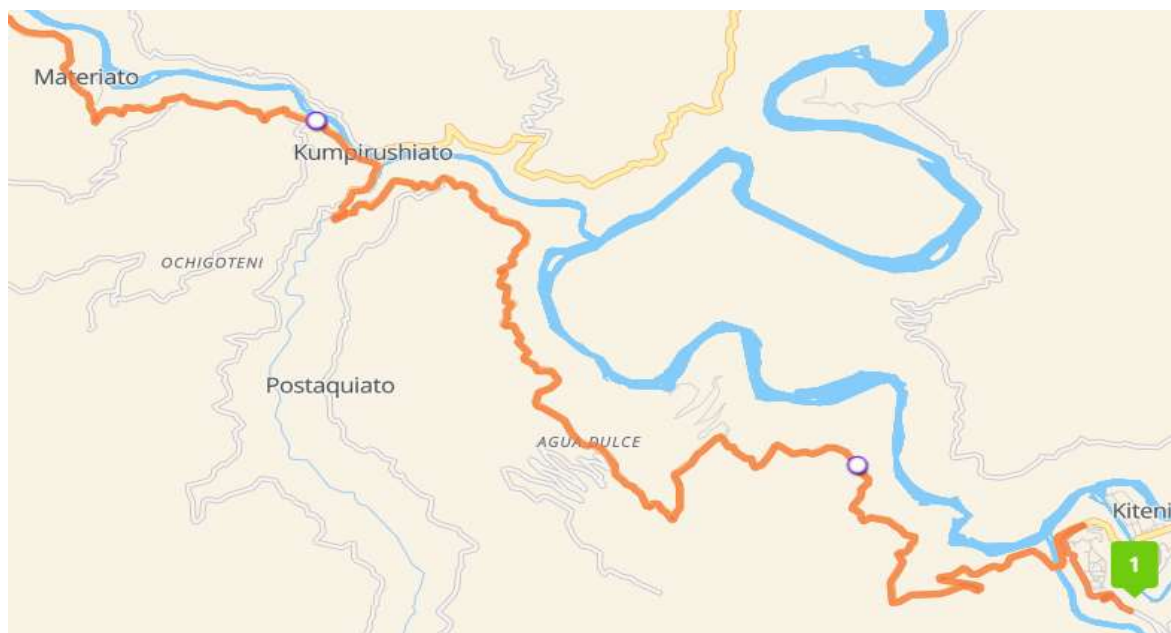 Materiato
Kumpirushiato
OCHIGOTENI
Postaquiato
AGUA DULCE
Kiteni
1